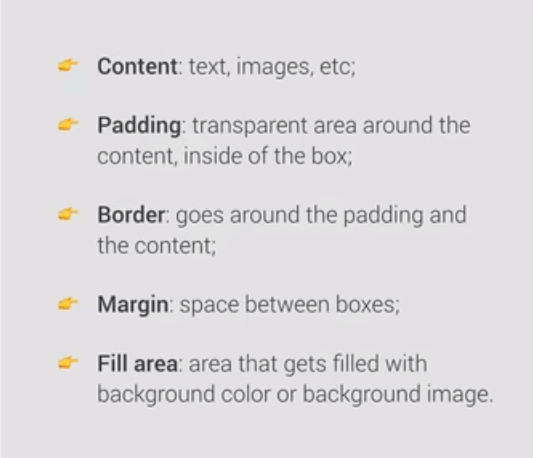 Content: text, images, etc;
Padding: transparent area around the
content, inside of the box;
Border: goes around the padding and
the content;
Margin: space between boxes;
Fill area: area that gets filled with
background color or background image.